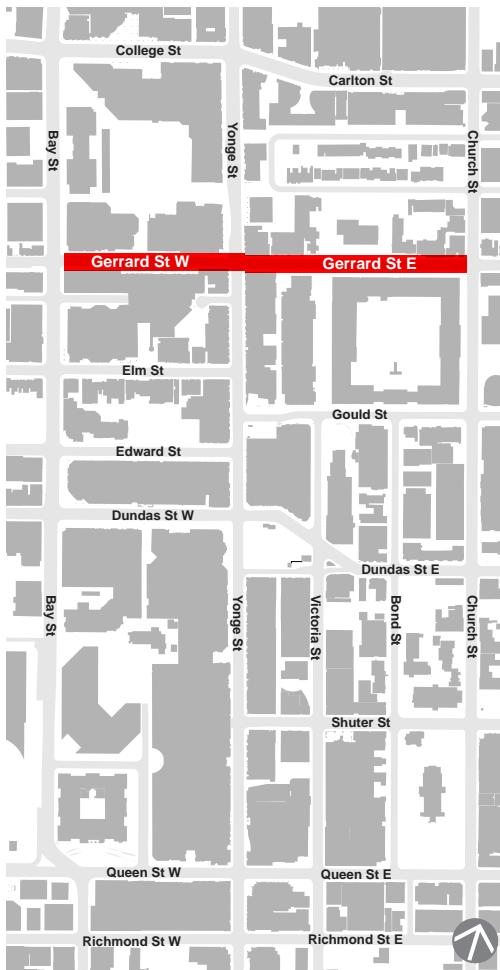 College St
Carlton St
Bay St
Yonge St
Church St
Gerrard St W
Gerrard St E
Elm St
Gould St
Edward St
Dundas St W
Dundas St E
Bay St
Yonge St
Victoria St
Bond St
Church St
Shuter St
Queen St W
Queen St E
Richmond St W
Richmond St E